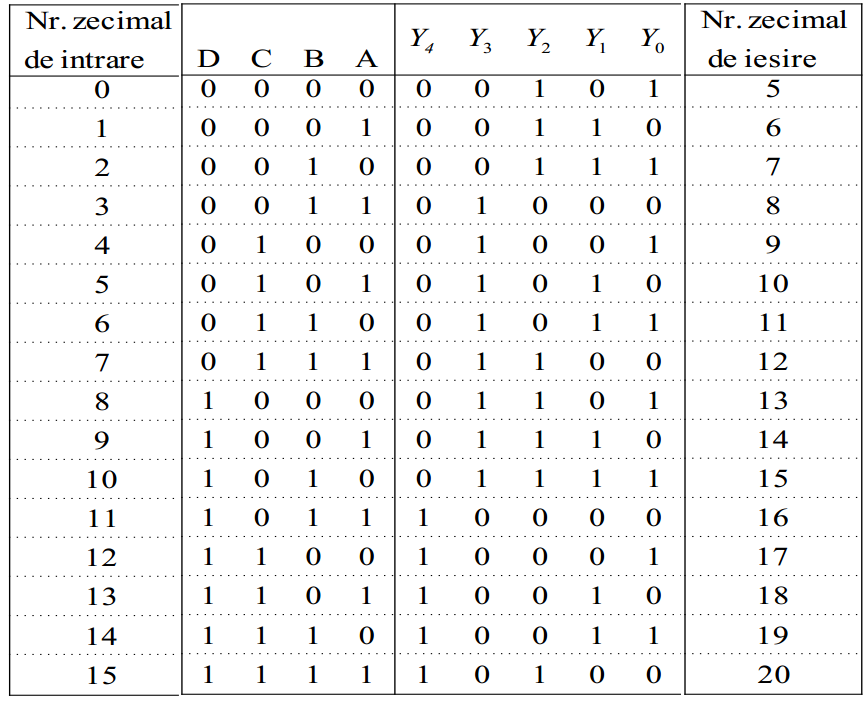 Nr. zecimal de intrare D C B A Y4 Y3 Y2 Y1 Y0 Nr. zecimal de iesire
0 0 0 0 0 0 0 1 0 1 5
1 0 0 0 1 0 0 1 1 0 6
2 0 0 1 0 0 0 1 1 1 7
3 0 0 1 1 0 1 0 0 0 8
4 0 1 0 0 0 1 0 0 1 9
5 0 1 0 1 0 1 0 1 0 10
6 0 1 1 0 0 1 0 1 1 11
7 0 1 1 1 0 1 1 0 0 12
8 1 0 0 0 0 1 1 0 1 13
9 1 0 0 1 0 1 1 1 0 14
10 1 0 1 0 0 1 1 1 1 15
11 1 0 1 1 1 0 0 0 0 16
12 1 1 0 0 1 0 0 0 1 17
13 1 1 0 1 1 0 0 1 0 18
14 1 1 1 0 1 0 0 1 1 19
15 1 1 1 1 1 0 1 0 0 20